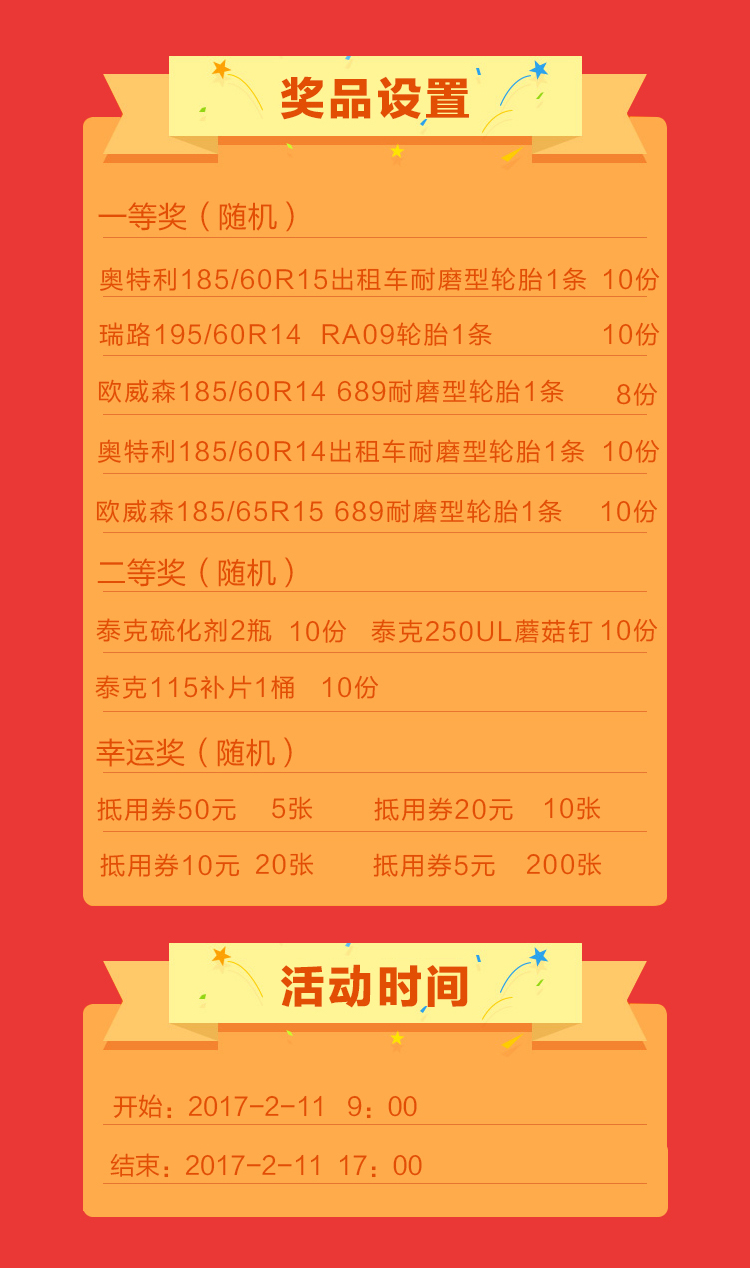 奖品设置
一等奖（随机）
奥特利185/60R15出租车耐磨型轮胎1条 10份
瑞路195/60R14 RA09轮胎1条 10份
欧威森185/60R14 689耐磨型轮胎1条 8份
奥特利185/60R14出租车耐磨型轮胎1条 10份
欧威森185/65R15 689耐磨型轮胎1条 10份
二等奖（随机）
泰克硫化剂2瓶 10份 泰克250UL蘑菇钉10份
泰克115补片1桶 10份
幸运奖（随机）
抵用券50元 5张 抵用券20元 10张
抵用券10元 20张 抵用券5元 200张
活动时间
开始：2017-2-11 9：00
结束：2017-2-11 17：00